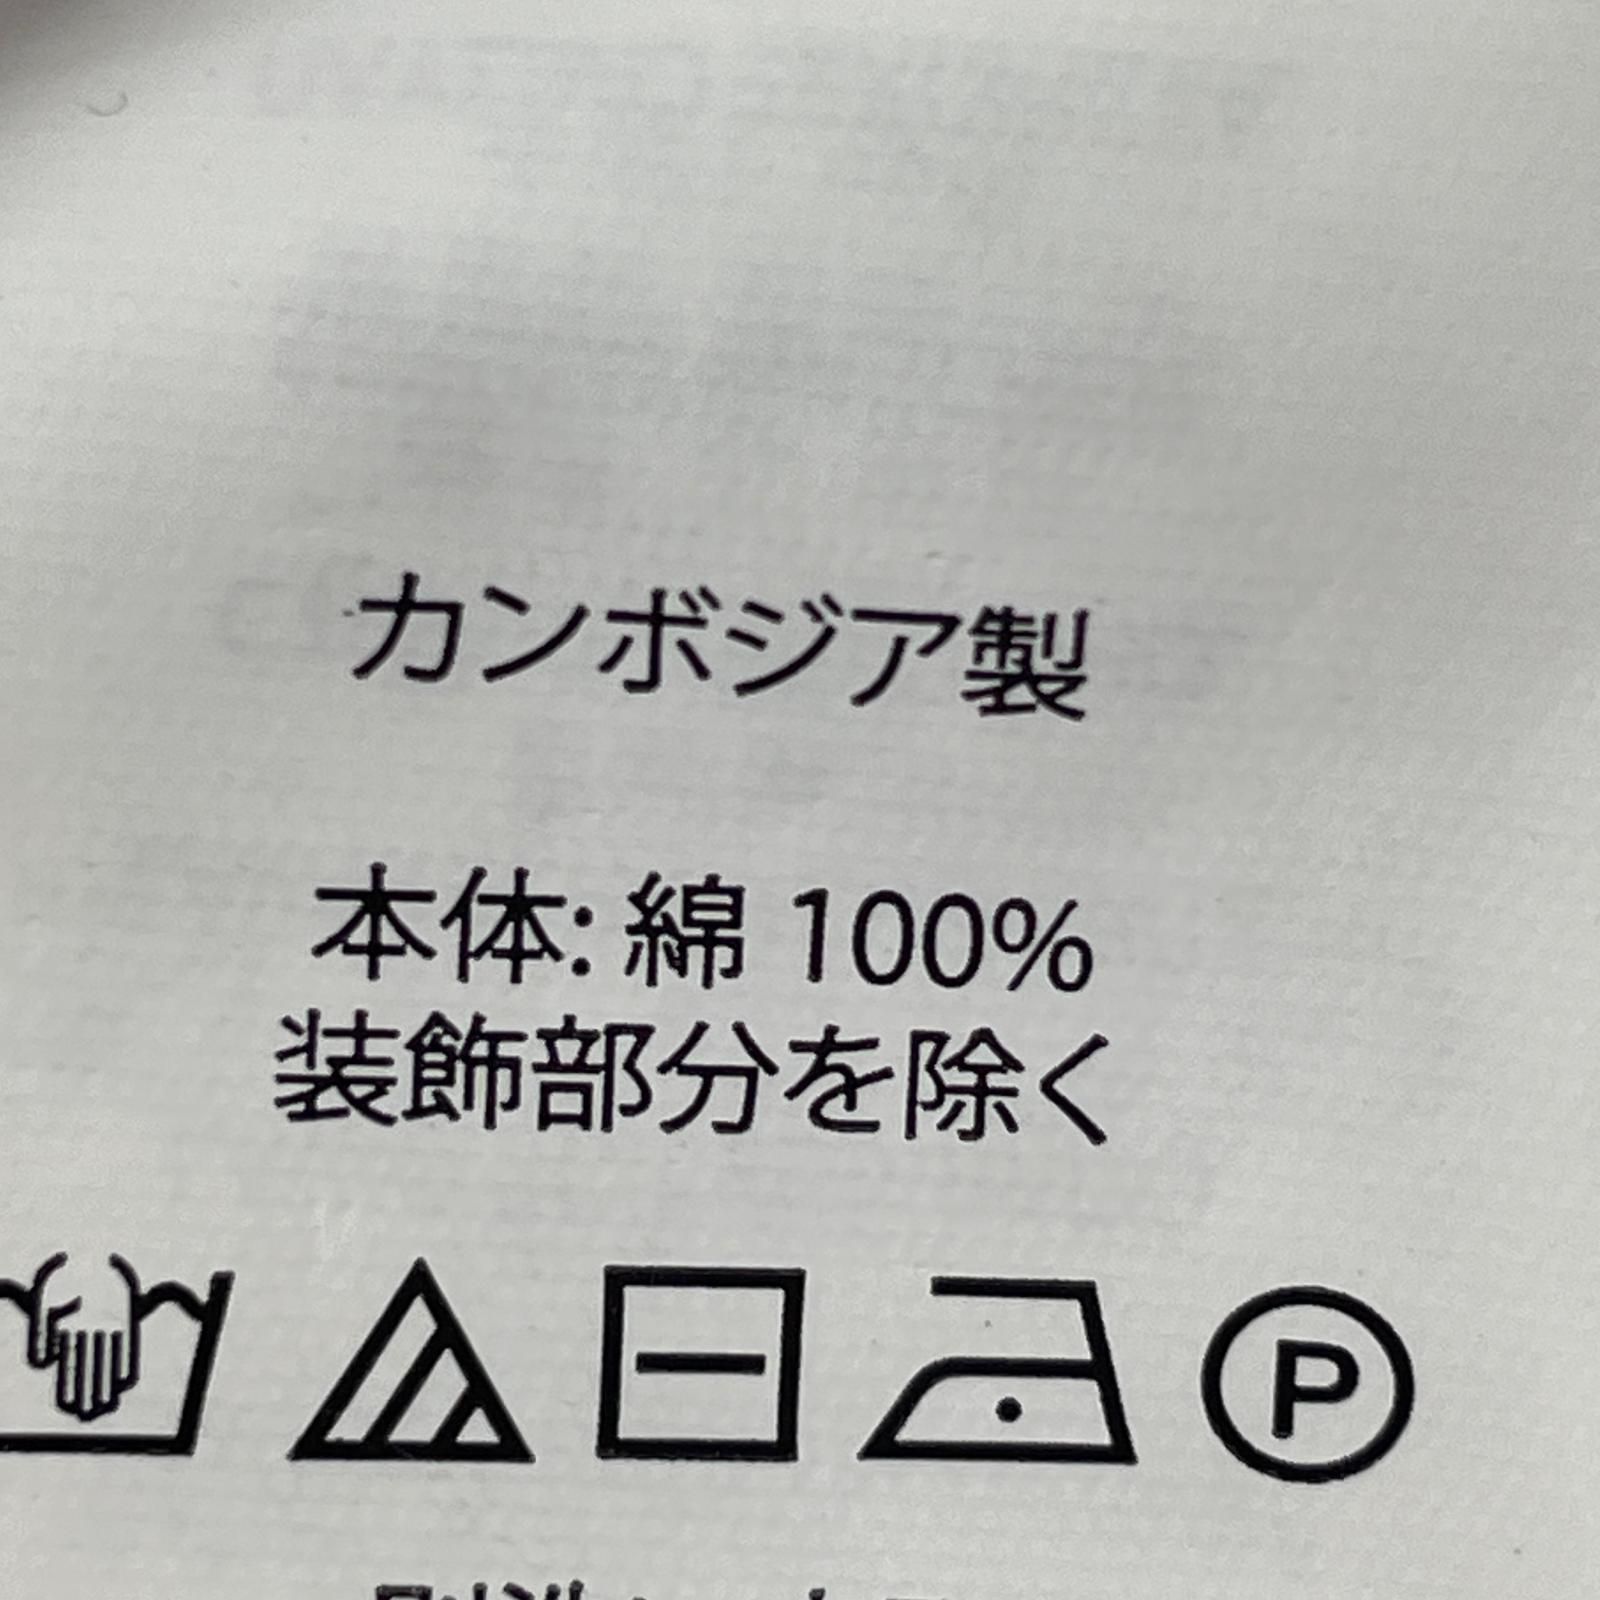 カンボジア製
本体: 綿 100%
装飾部分を除く
P